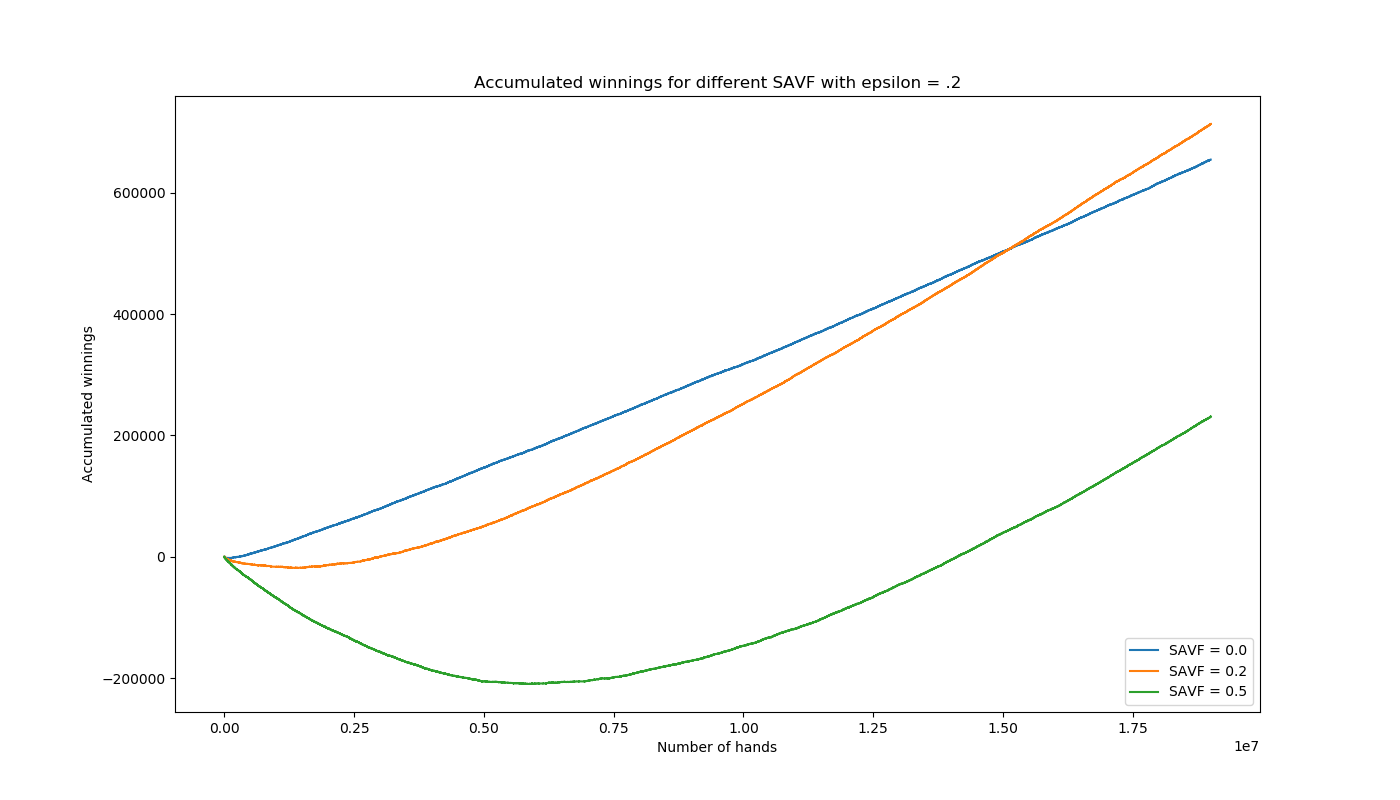 Accumulated winnings for different SAVF with epsilon = .2
Accumulated winnings
600000
400000
200000
0
−200000
0.00
0.25
0.50
0.75
1.00
1.25
1.50
1.75
1e7
Number of hands
SAVF = 0.0
SAVF = 0.2
SAVF = 0.5